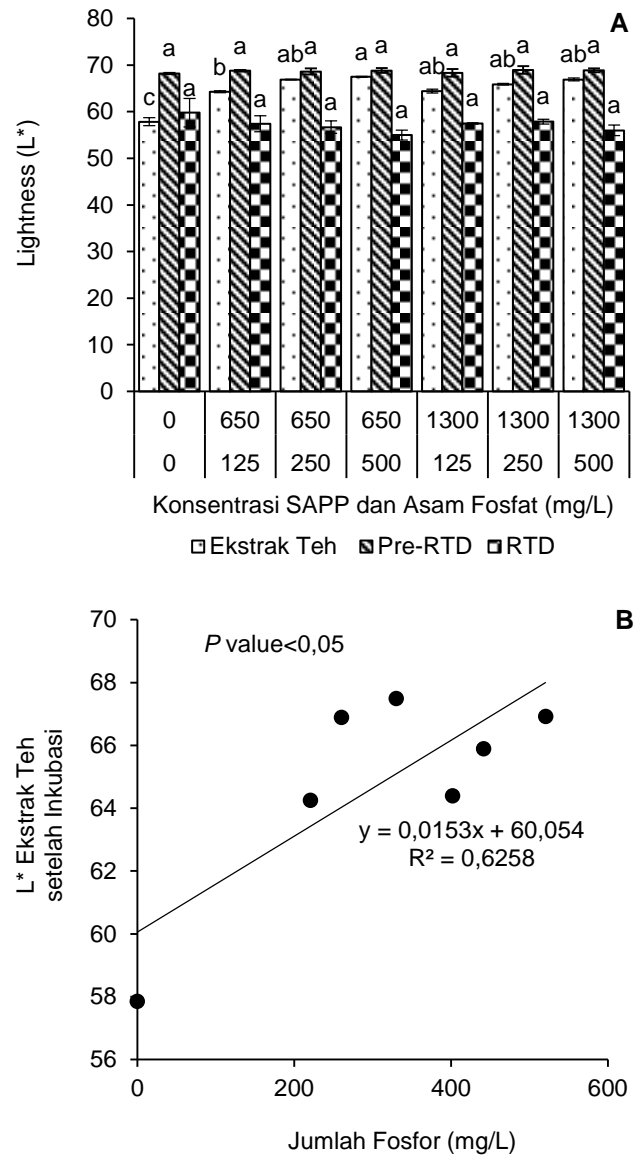 A
80
70
60
50
40
30
20
10
0
Lightness (L*)
c a a b a a ab a a a a a ab a a ab a a ab a a
0 650 650 650 1300 1300 1300
0 125 250 500 125 250 500
Konsentrasi SAPP dan Asam Fosfat (mg/L)
Ekstrak Teh Pre-RTD RTD
B
70
68
66
64
62
60
58
56
L* Ekstrak Teh
setelah Inkubasi
P value<0,05
y = 0,0153x + 60,054
R² = 0,6258
0 200 400 600
Jumlah Fosfor (mg/L)